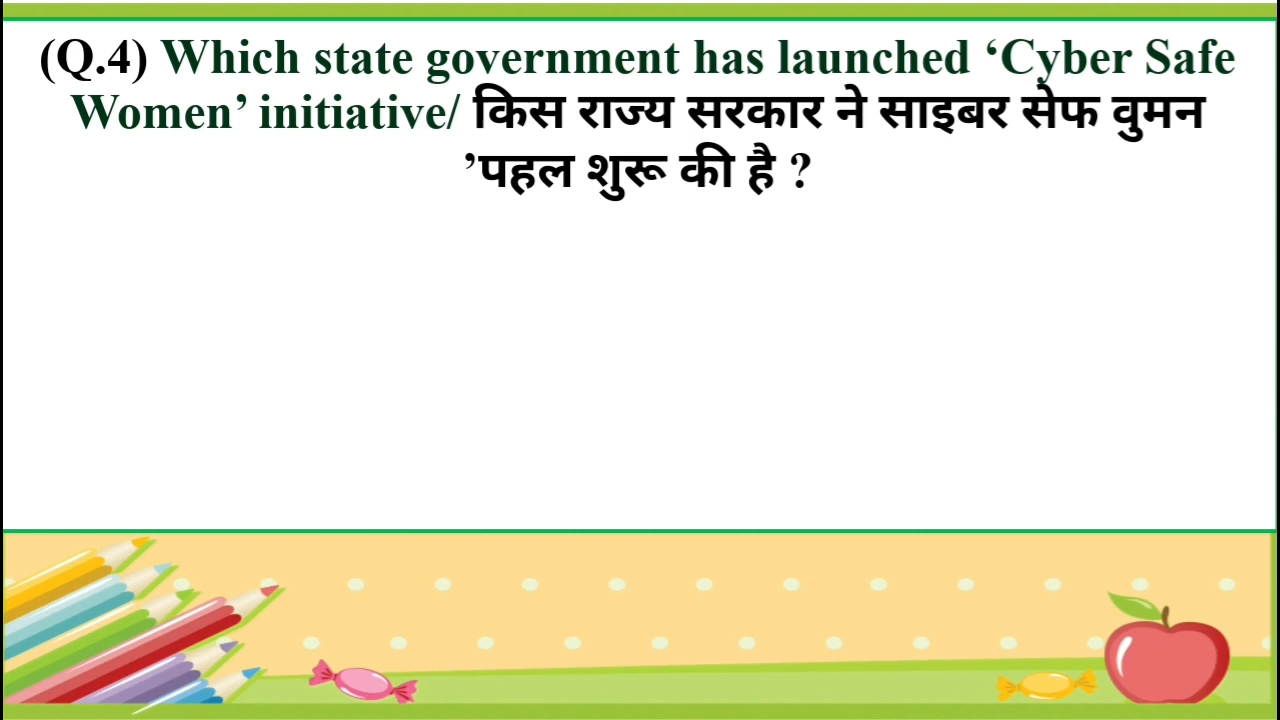 (Q.4) Which state government has launched ‘Cyber Safe
Women’ initiative/ किस राज्य सरकार ने साइबर सेफ वुमन
’पहल शुरू की है ?